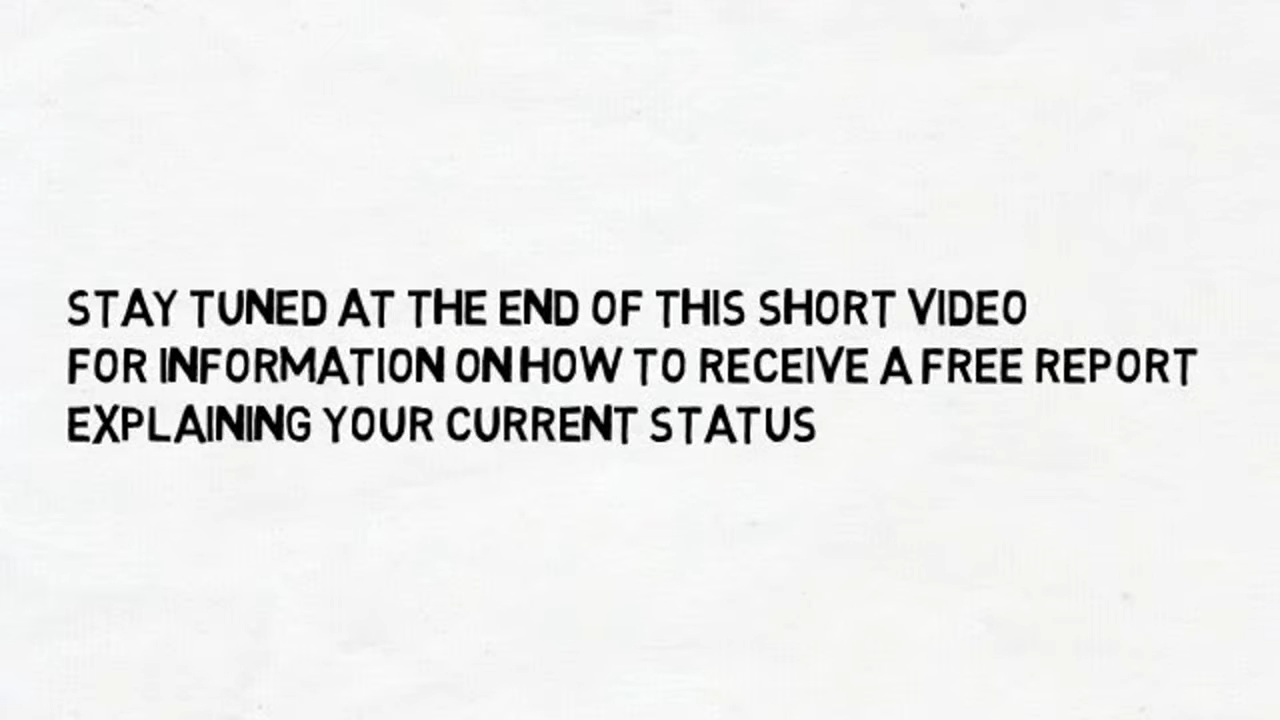 STAY TUNED AT THE END OF THIS SHORT VIDEO
FOR INFORMATION ON HOW TO RECEIVE A FREE REPORT
EXPLAINING YOUR CURRENT STATUS